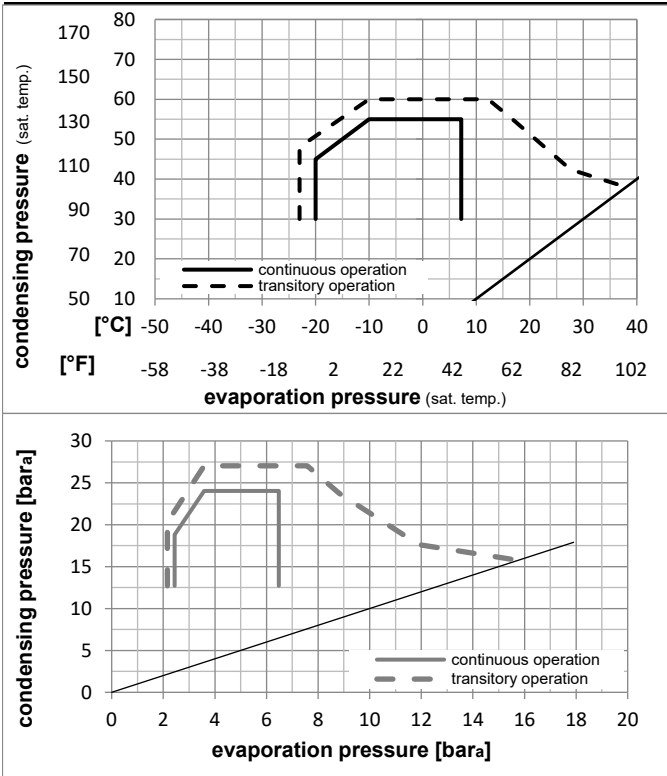 170 80
150 70
60
130 50
110 40
90 30
20
50 10
70
condensing pressure (sat. temp.)
continuous operation
transitory operation
[°C] -50 -40 -30 -20 -10 0 10 20 30 40
[°F] -58 -38 -18 2 22 42 62 82 102
evaporation pressure (sat. temp.)
30
25
20
15
10
5
0
condensing pressure [bara]
continuous operation
transitory operation
0 2 4 6 8 10 12 14 16 18 20
evaporation pressure [bara]